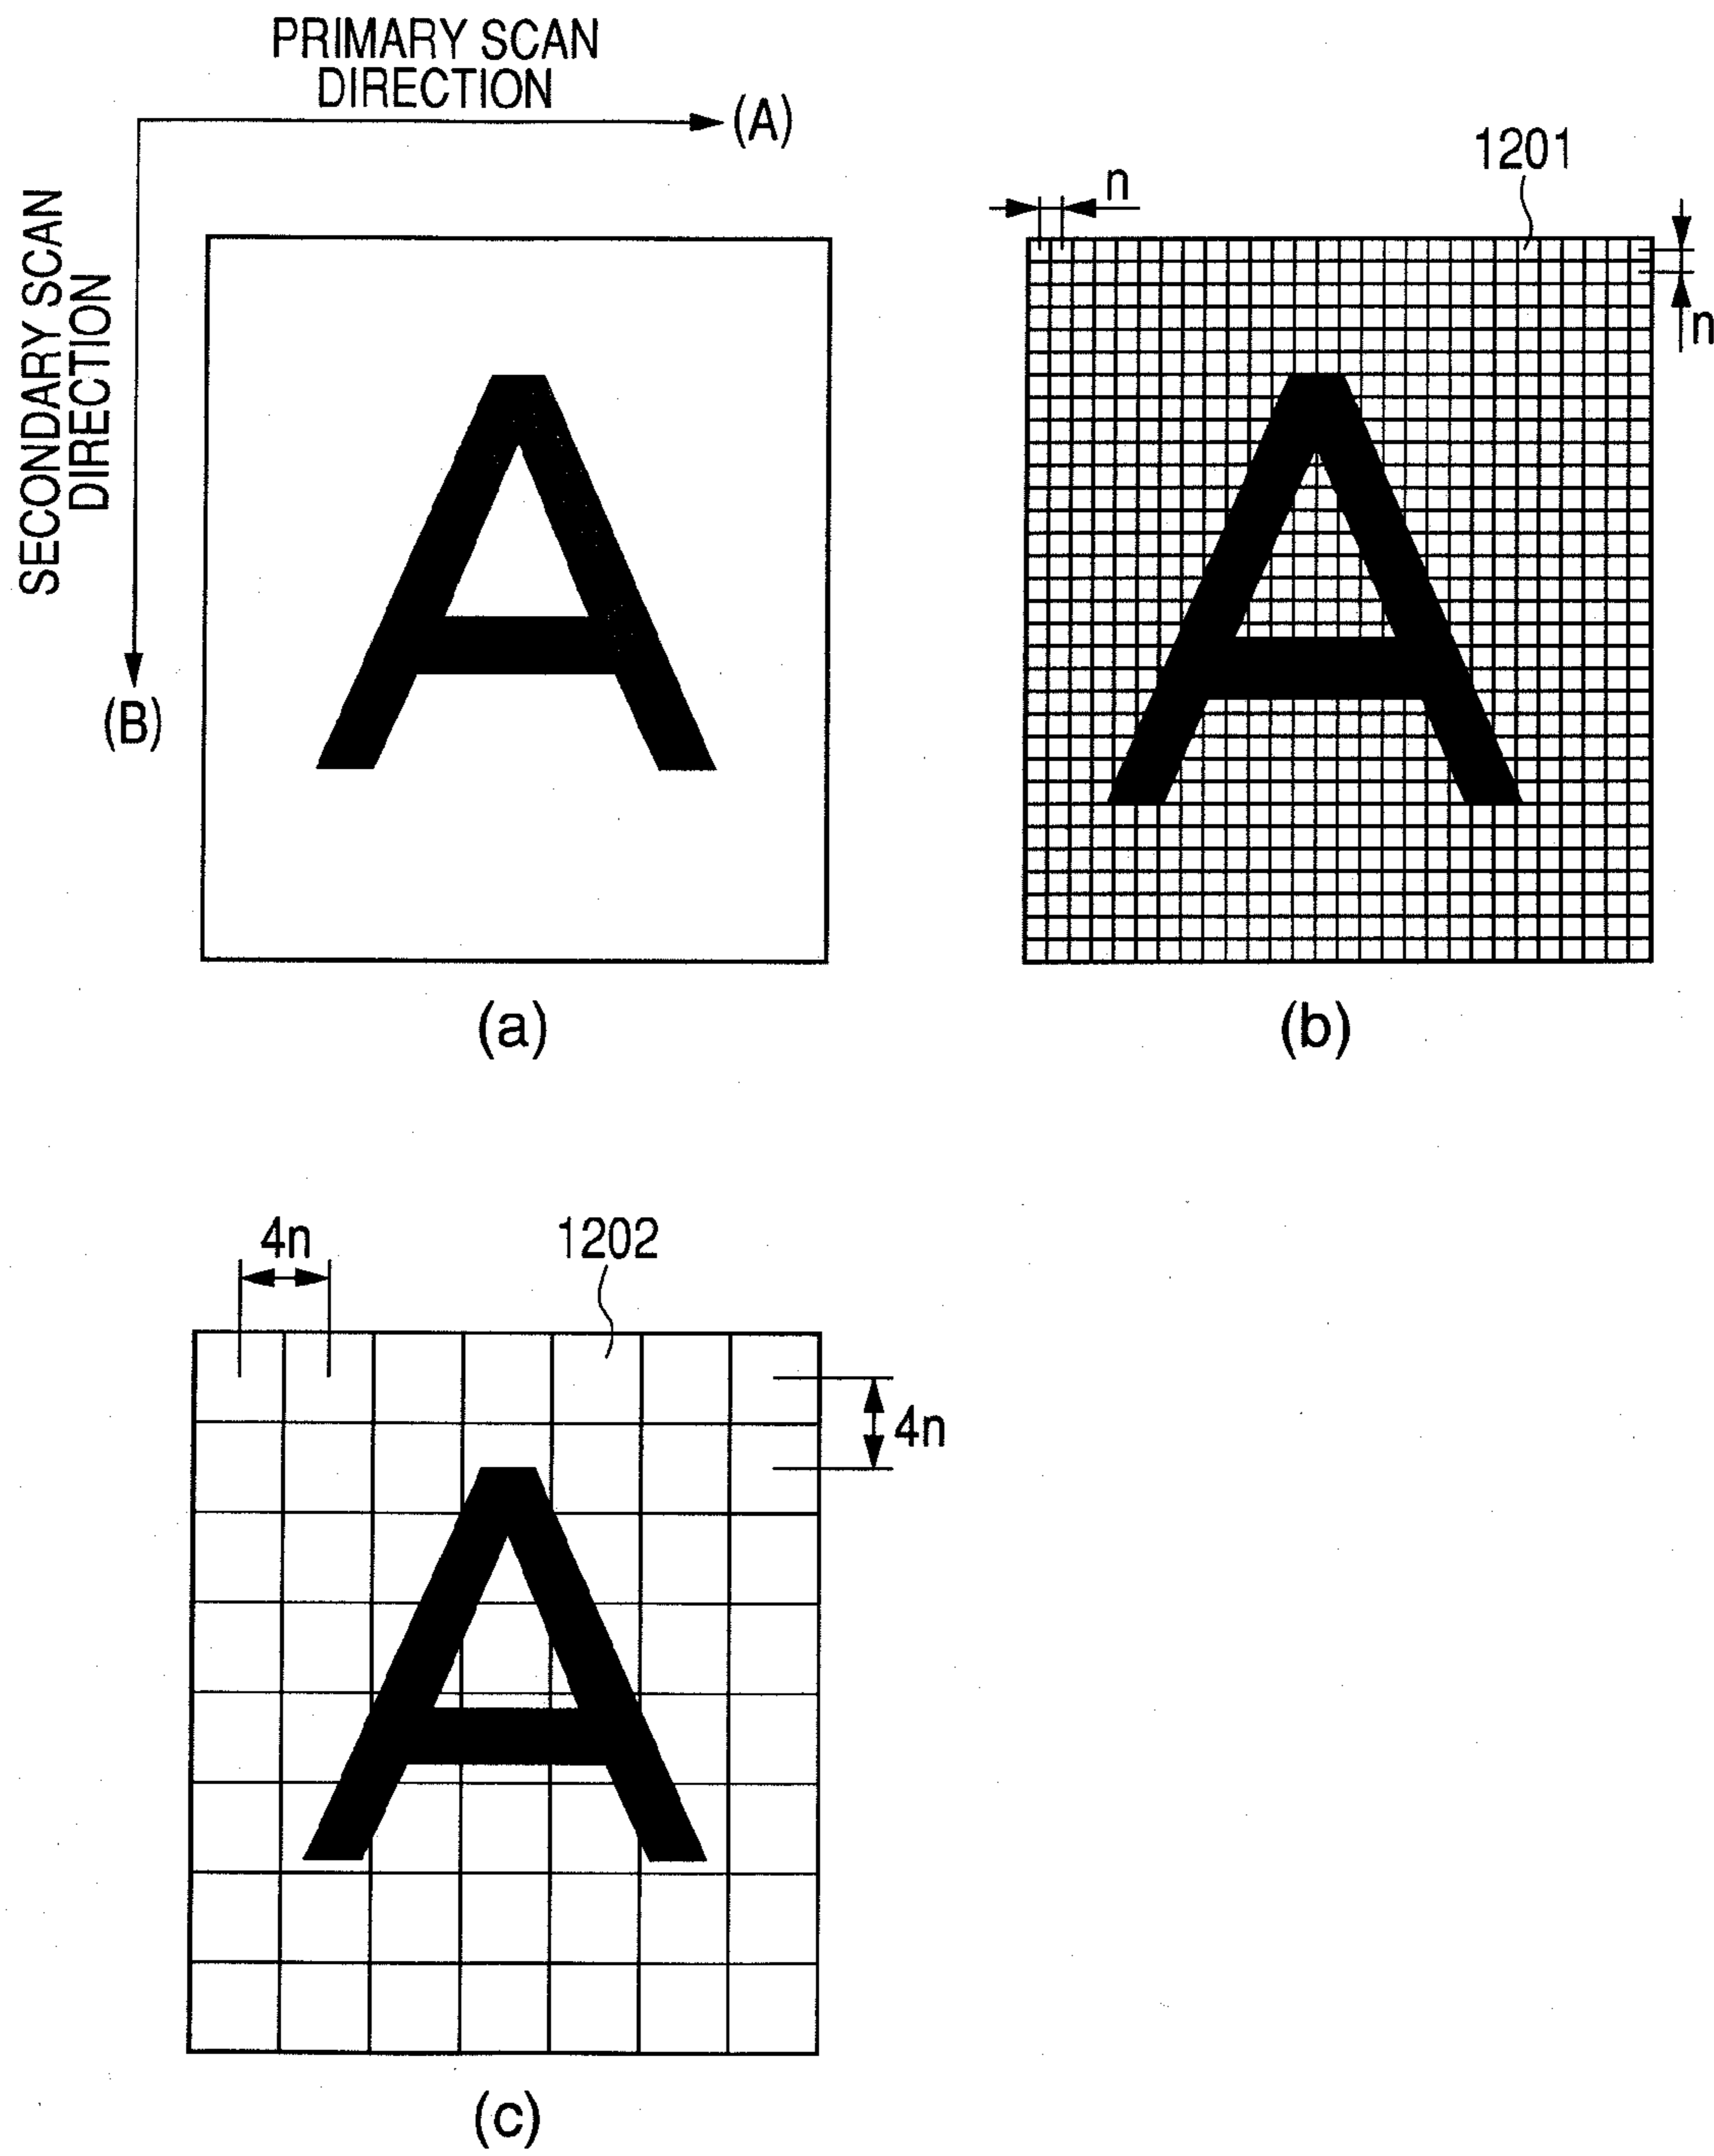 PRIMARY SCAN
DIRECTION
(A)
SECONDARY SCAN
DIRECTION
(B)
A
(a)
1201
n
n
A
(b)
4n
1202
4n
A
(c)